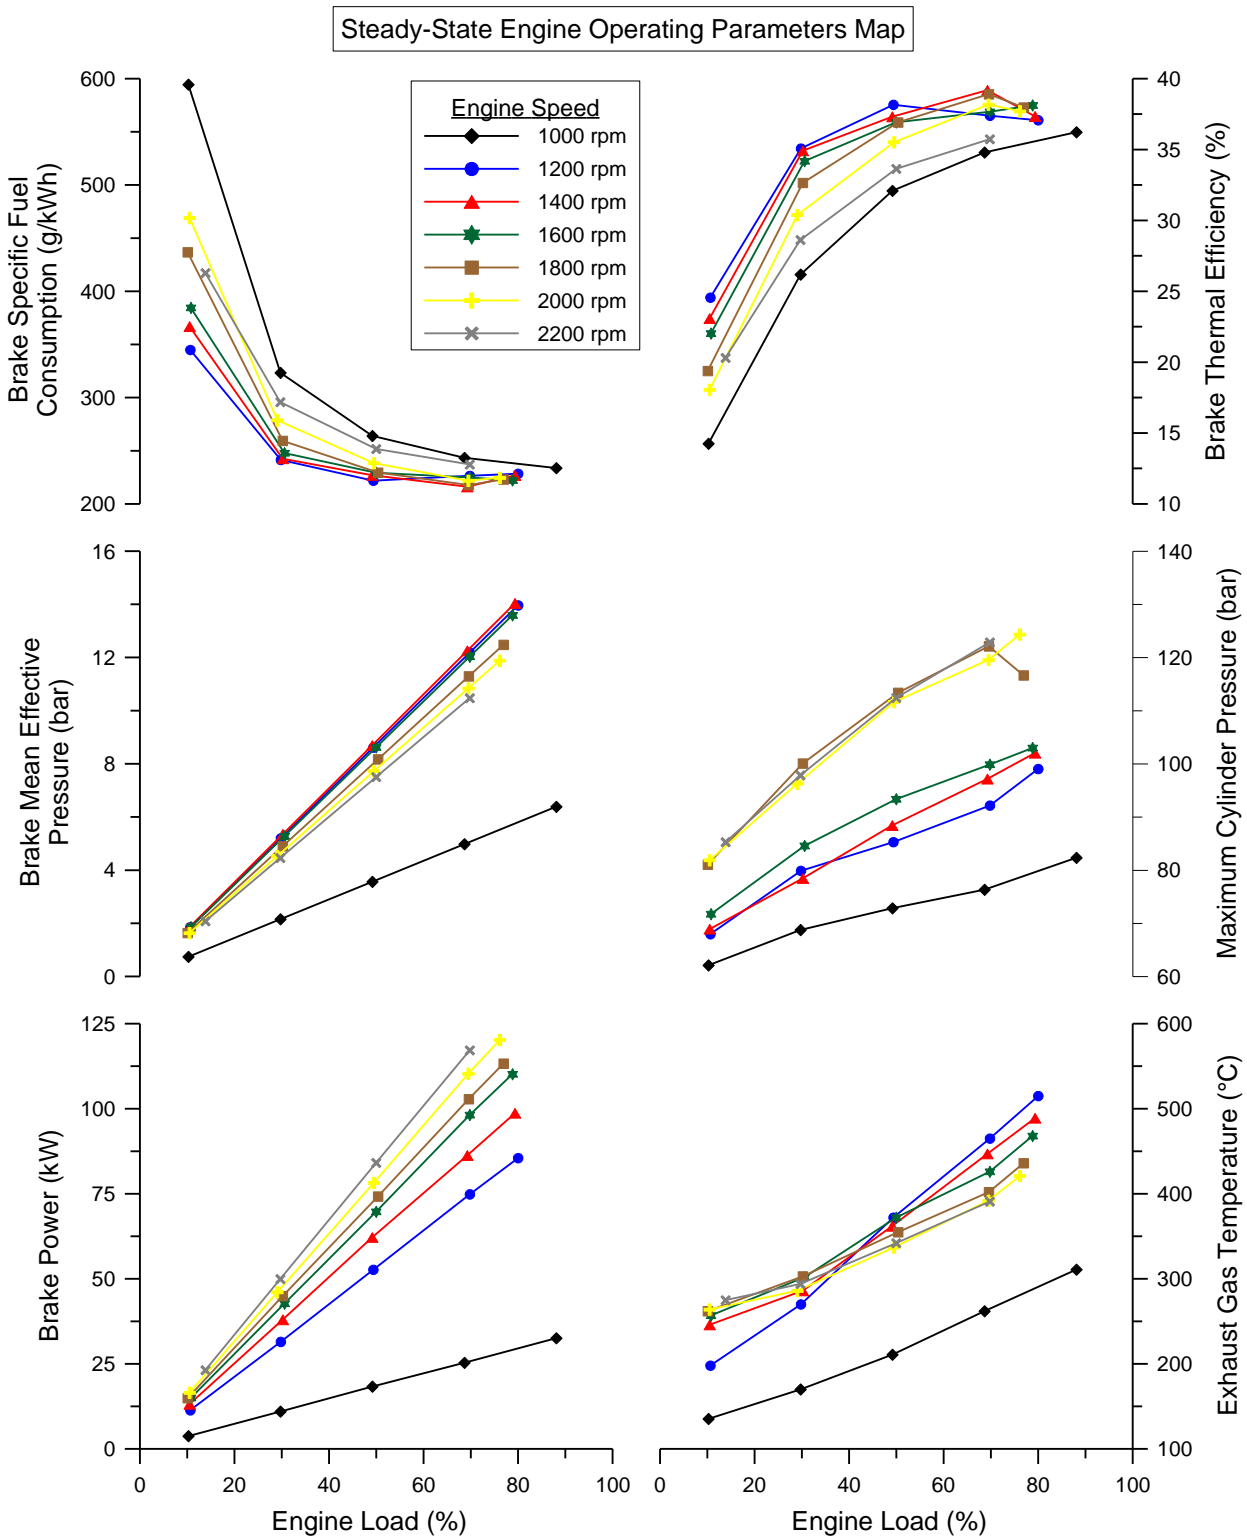 Steady-State Engine Operating Parameters Map
Brake Specific Fuel
Consumption (g/kWh)
600
500
400
300
200
Engine Speed
1000 rpm
1200 rpm
1400 rpm
1600 rpm
1800 rpm
2000 rpm
2200 rpm
40
35
30
25
20
15
10
Brake Thermal Efficiency (%)
Brake Mean Effective
Pressure (bar)
16
12
8
4
0
140
120
100
80
60
Maximum Cylinder Pressure (bar)
Brake Power (kW)
125
100
75
50
25
0
600
500
400
300
200
100
Exhaust Gas Temperature (°C)
0 20 40 60 80 100
Engine Load (%)
0 20 40 60 80 100
Engine Load (%)